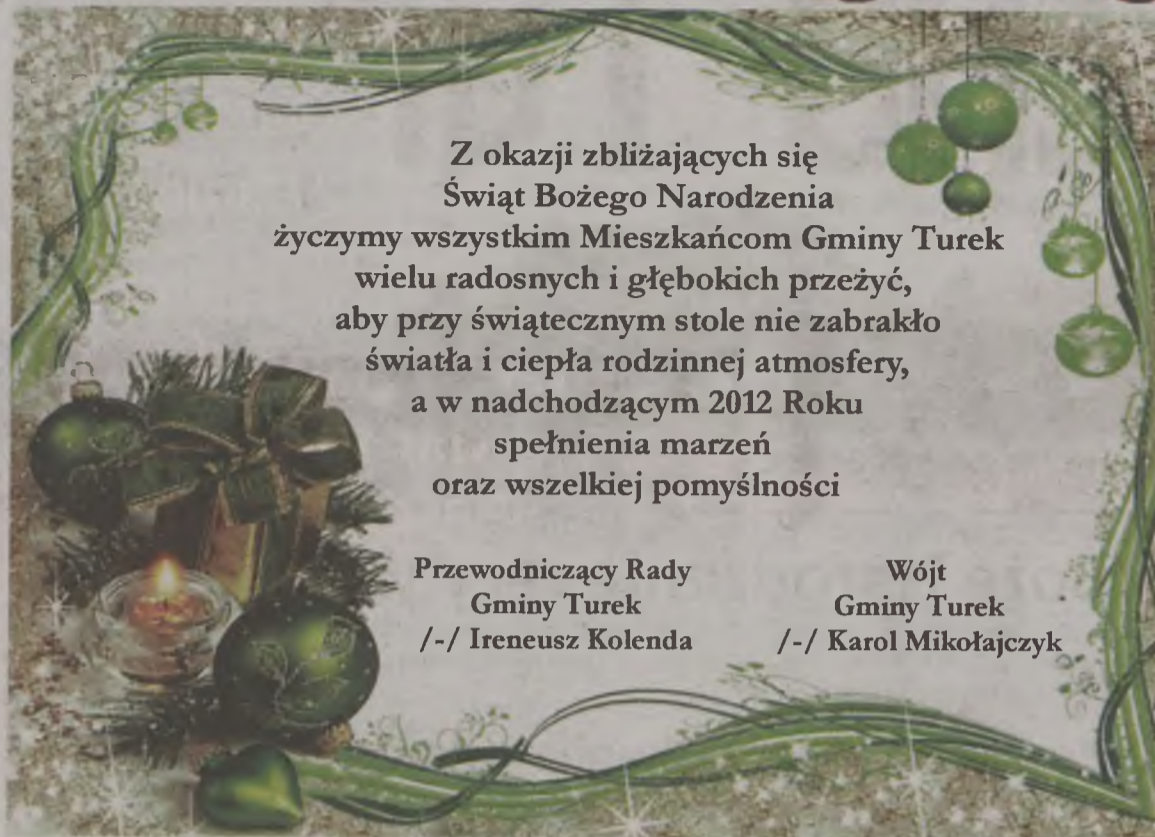 Z okazji zbliżających się
Świąt Bożego Narodzenia
życzymy wszystkim Mieszkańcom Gminy Turek
wielu radosnych i głębokich przeżyć,
aby przy świątecznym stole nie zabrakło
światła i ciepła rodzinnej atmosfery,
a w nadchodzącym 2012 Roku
spełnienia marzeń
oraz wszelkiej pomyślności
Przewodniczący Rady
Gminy Turek
/-/ Ireneusz Kolenda
Wójt
Gminy Turek
/-/ Karol Mikołajczyk